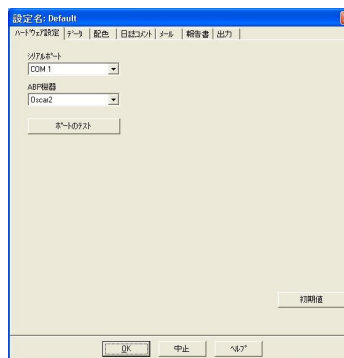 設定名: Default
ハードウェア設定 データ 配色 日誌コメント メール 報告書 出力
シリアルポート
COM 1
ABP機器
Oscar2
ポートのテスト
初期値
OK 中止 ヘルプ